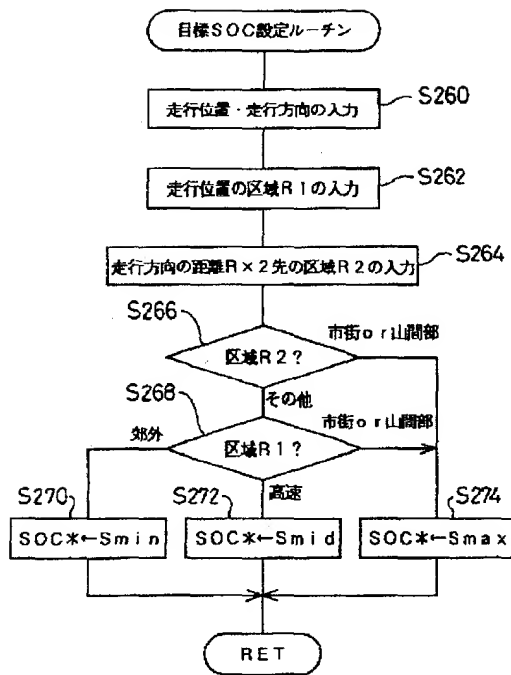 目標SOC設定ルーチン
S260
走行位置・走行方向の入力
S262
走行位置の区域R1の入力
S264
走行方向の距離R×2先の区域R2の入力
S266
市街or山間部
区域R2?
その他
S268
市街or山間部
郊外
区域R1?
高速
S270
S272
S274
SOC*←Smin
SOC*←Smid
SOC*←Smax
RET